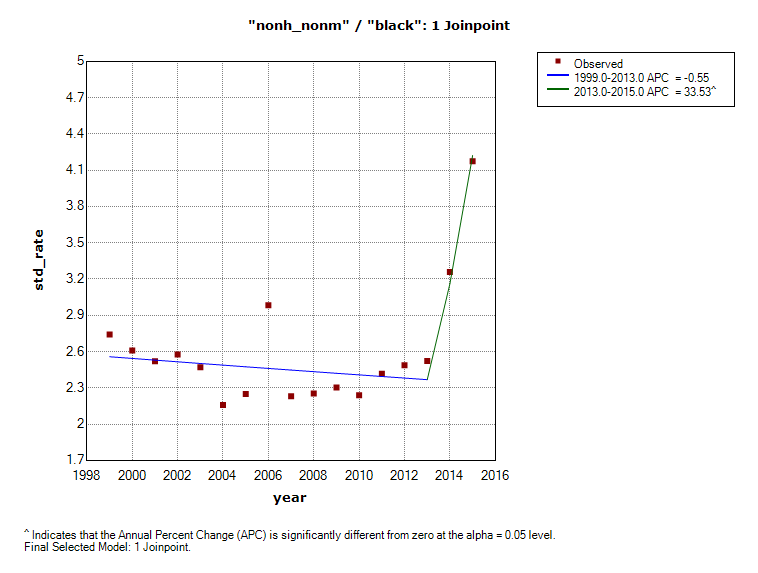 "nonh_nonm" / "black": 1 Joinpoint
Observed
1999.0-2013.0 APC = -0.55
2013.0-2015.0 APC = 33.53^
5
4.7
4.4
4.1
3.8
3.5
3.2
2.9
2.6
2.3
2
1.7
std_rate
1998 2000 2002 2004 2006 2008 2010 2012 2014 2016
year
^ Indicates that the Annual Percent Change (APC) is significantly different from zero at the alpha = 0.05 level.
Final Selected Model: 1 Joinpoint.